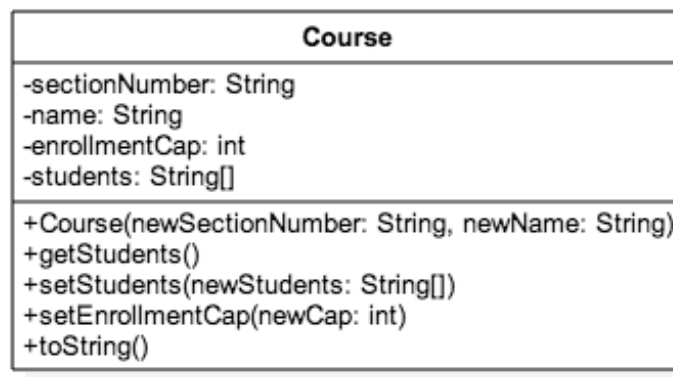 Course
-sectionNumber: String
-name: String
-enrollmentCap: int
-students: String[]
+Course(newSectionNumber: String, newName: String)
+getStudents()
+setStudents(newStudents: String[])
+setEnrollmentCap(newCap: int)
+toString()